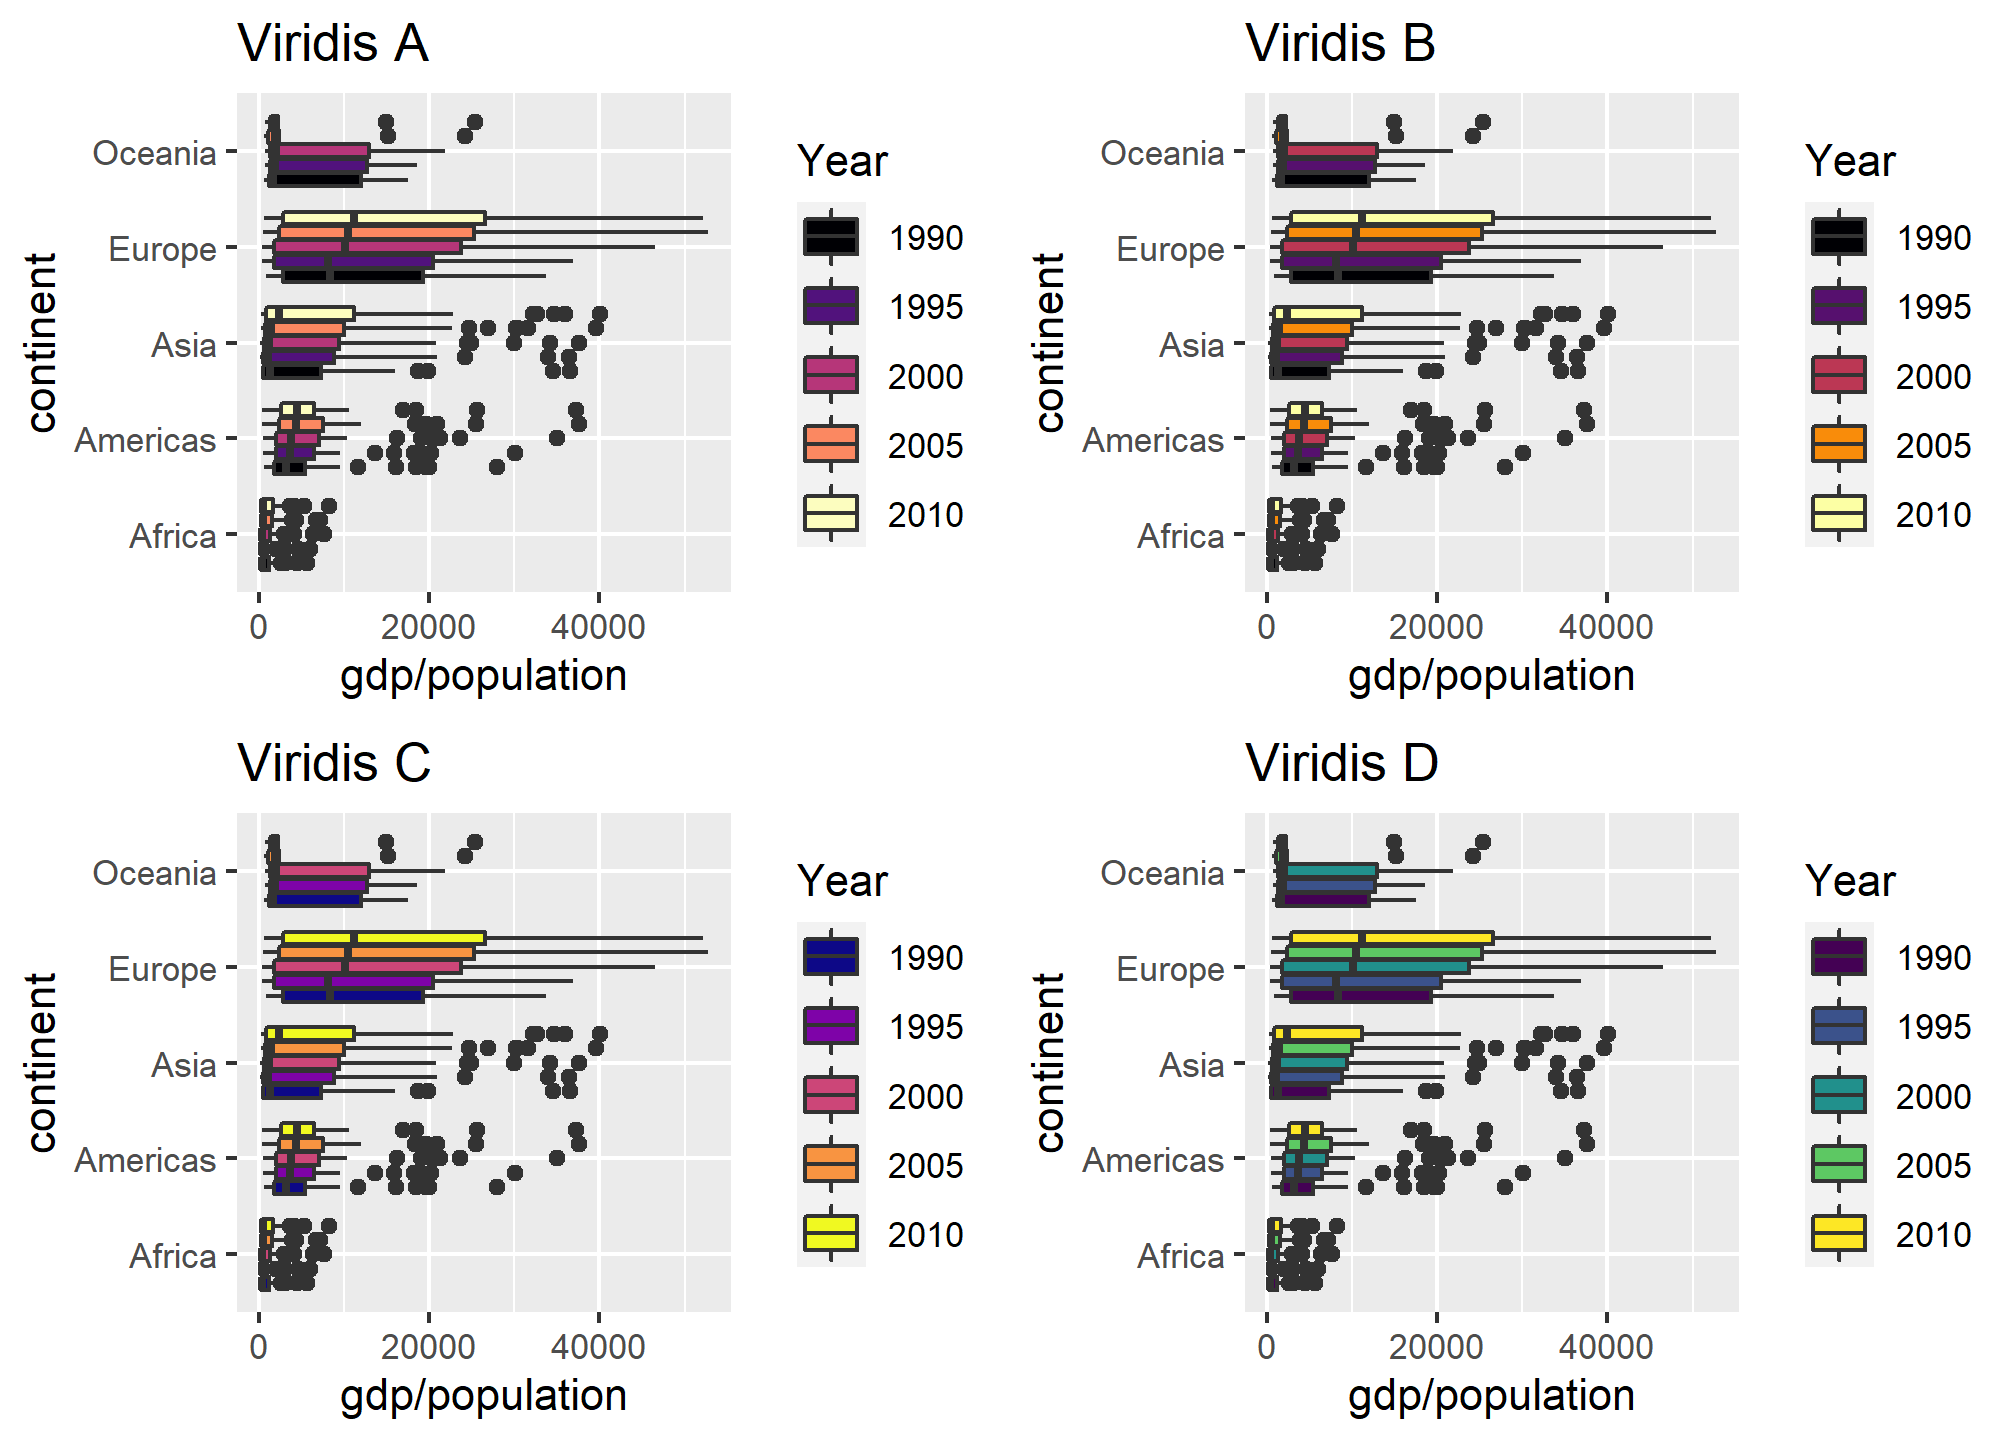 Viridis A
continent
Oceania
Europe
Asia
Americas
Africa
0 20000 40000
gdp/population
Year
1990
1995
2000
2005
2010
Viridis B
continent
Oceania
Europe
Asia
Americas
Africa
0 20000 40000
gdp/population
Year
1990
1995
2000
2005
2010
Viridis C
continent
Oceania
Europe
Asia
Americas
Africa
0 20000 40000
gdp/population
Year
1990
1995
2000
2005
2010
Viridis D
continent
Oceania
Europe
Asia
Americas
Africa
0 20000 40000
gdp/population
Year
1990
1995
2000
2005
2010